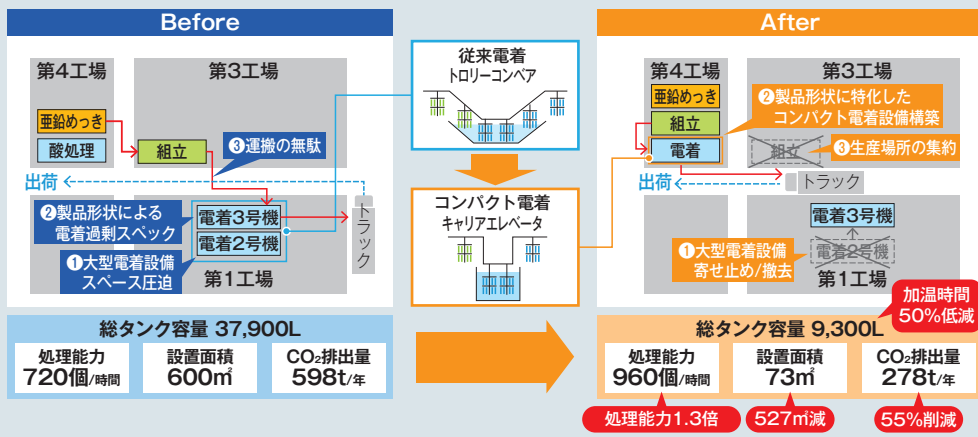 Before
第4工場
第3工場
亜鉛めっき
酸処理
組立
❸運搬の無駄
出荷
❷製品形状による
電着過剰スペック
電着3号機
電着2号機
トラック
❶大型電着設備
スペース圧迫
第1工場
総タンク容量 37,900L
処理能力
720個/時間
設置面積
600㎡
CO₂排出量
598t/年
従来電着
トロリーコンベア
コンパクト電着
キャリアエレベータ
After
第4工場
第3工場
亜鉛めっき
組立
電着
❷製品形状に特化した
コンパクト電着設備構築
組立
❸生産場所の集約
出荷
トラック
電着3号機
❶大型電着設備
寄せ止め/撤去
電着2号機
第1工場
加温時間
50%低減
総タンク容量 9,300L
処理能力
960個/時間
設置面積
73㎡
CO₂排出量
278t/年
処理能力1.3倍
527㎡減
55%削減